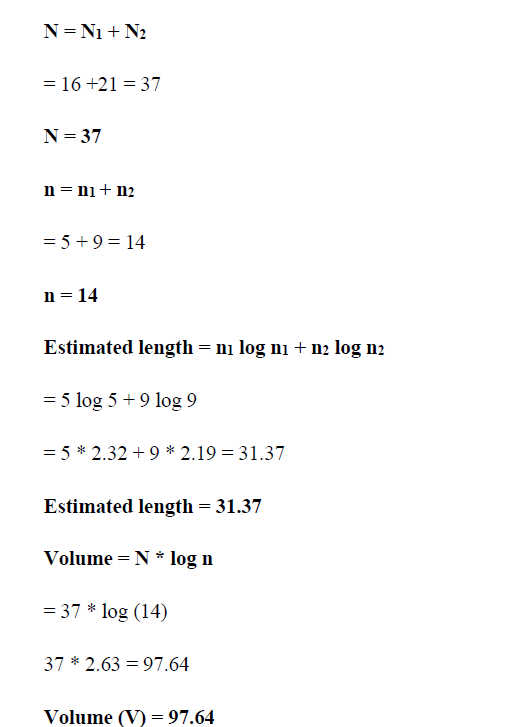 N = N1 + N2
= 16 +21 = 37
N = 37
n = n1 + n2
= 5 + 9 = 14
n = 14
Estimated length = n1 log n1 + n2 log n2
= 5 log 5 + 9 log 9
= 5 * 2.32 + 9 * 2.19 = 31.37
Estimated length = 31.37
Volume = N * log n
= 37 * log (14)
37 * 2.63 = 97.64
Volume (V) = 97.64